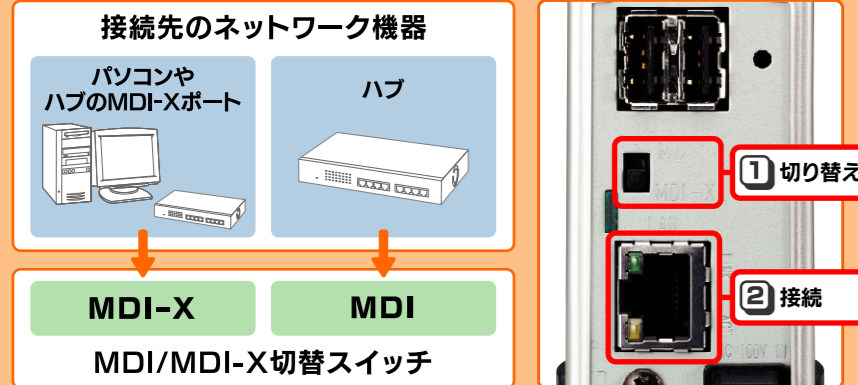 接続先のネットワーク機器
パソコンや
ハブのMDI-Xポート
ハブ
MDI-X
MDI
MDI/MDI-X切替スイッチ
MDI
MDI-X
LAN
1 切り替え
2 接続